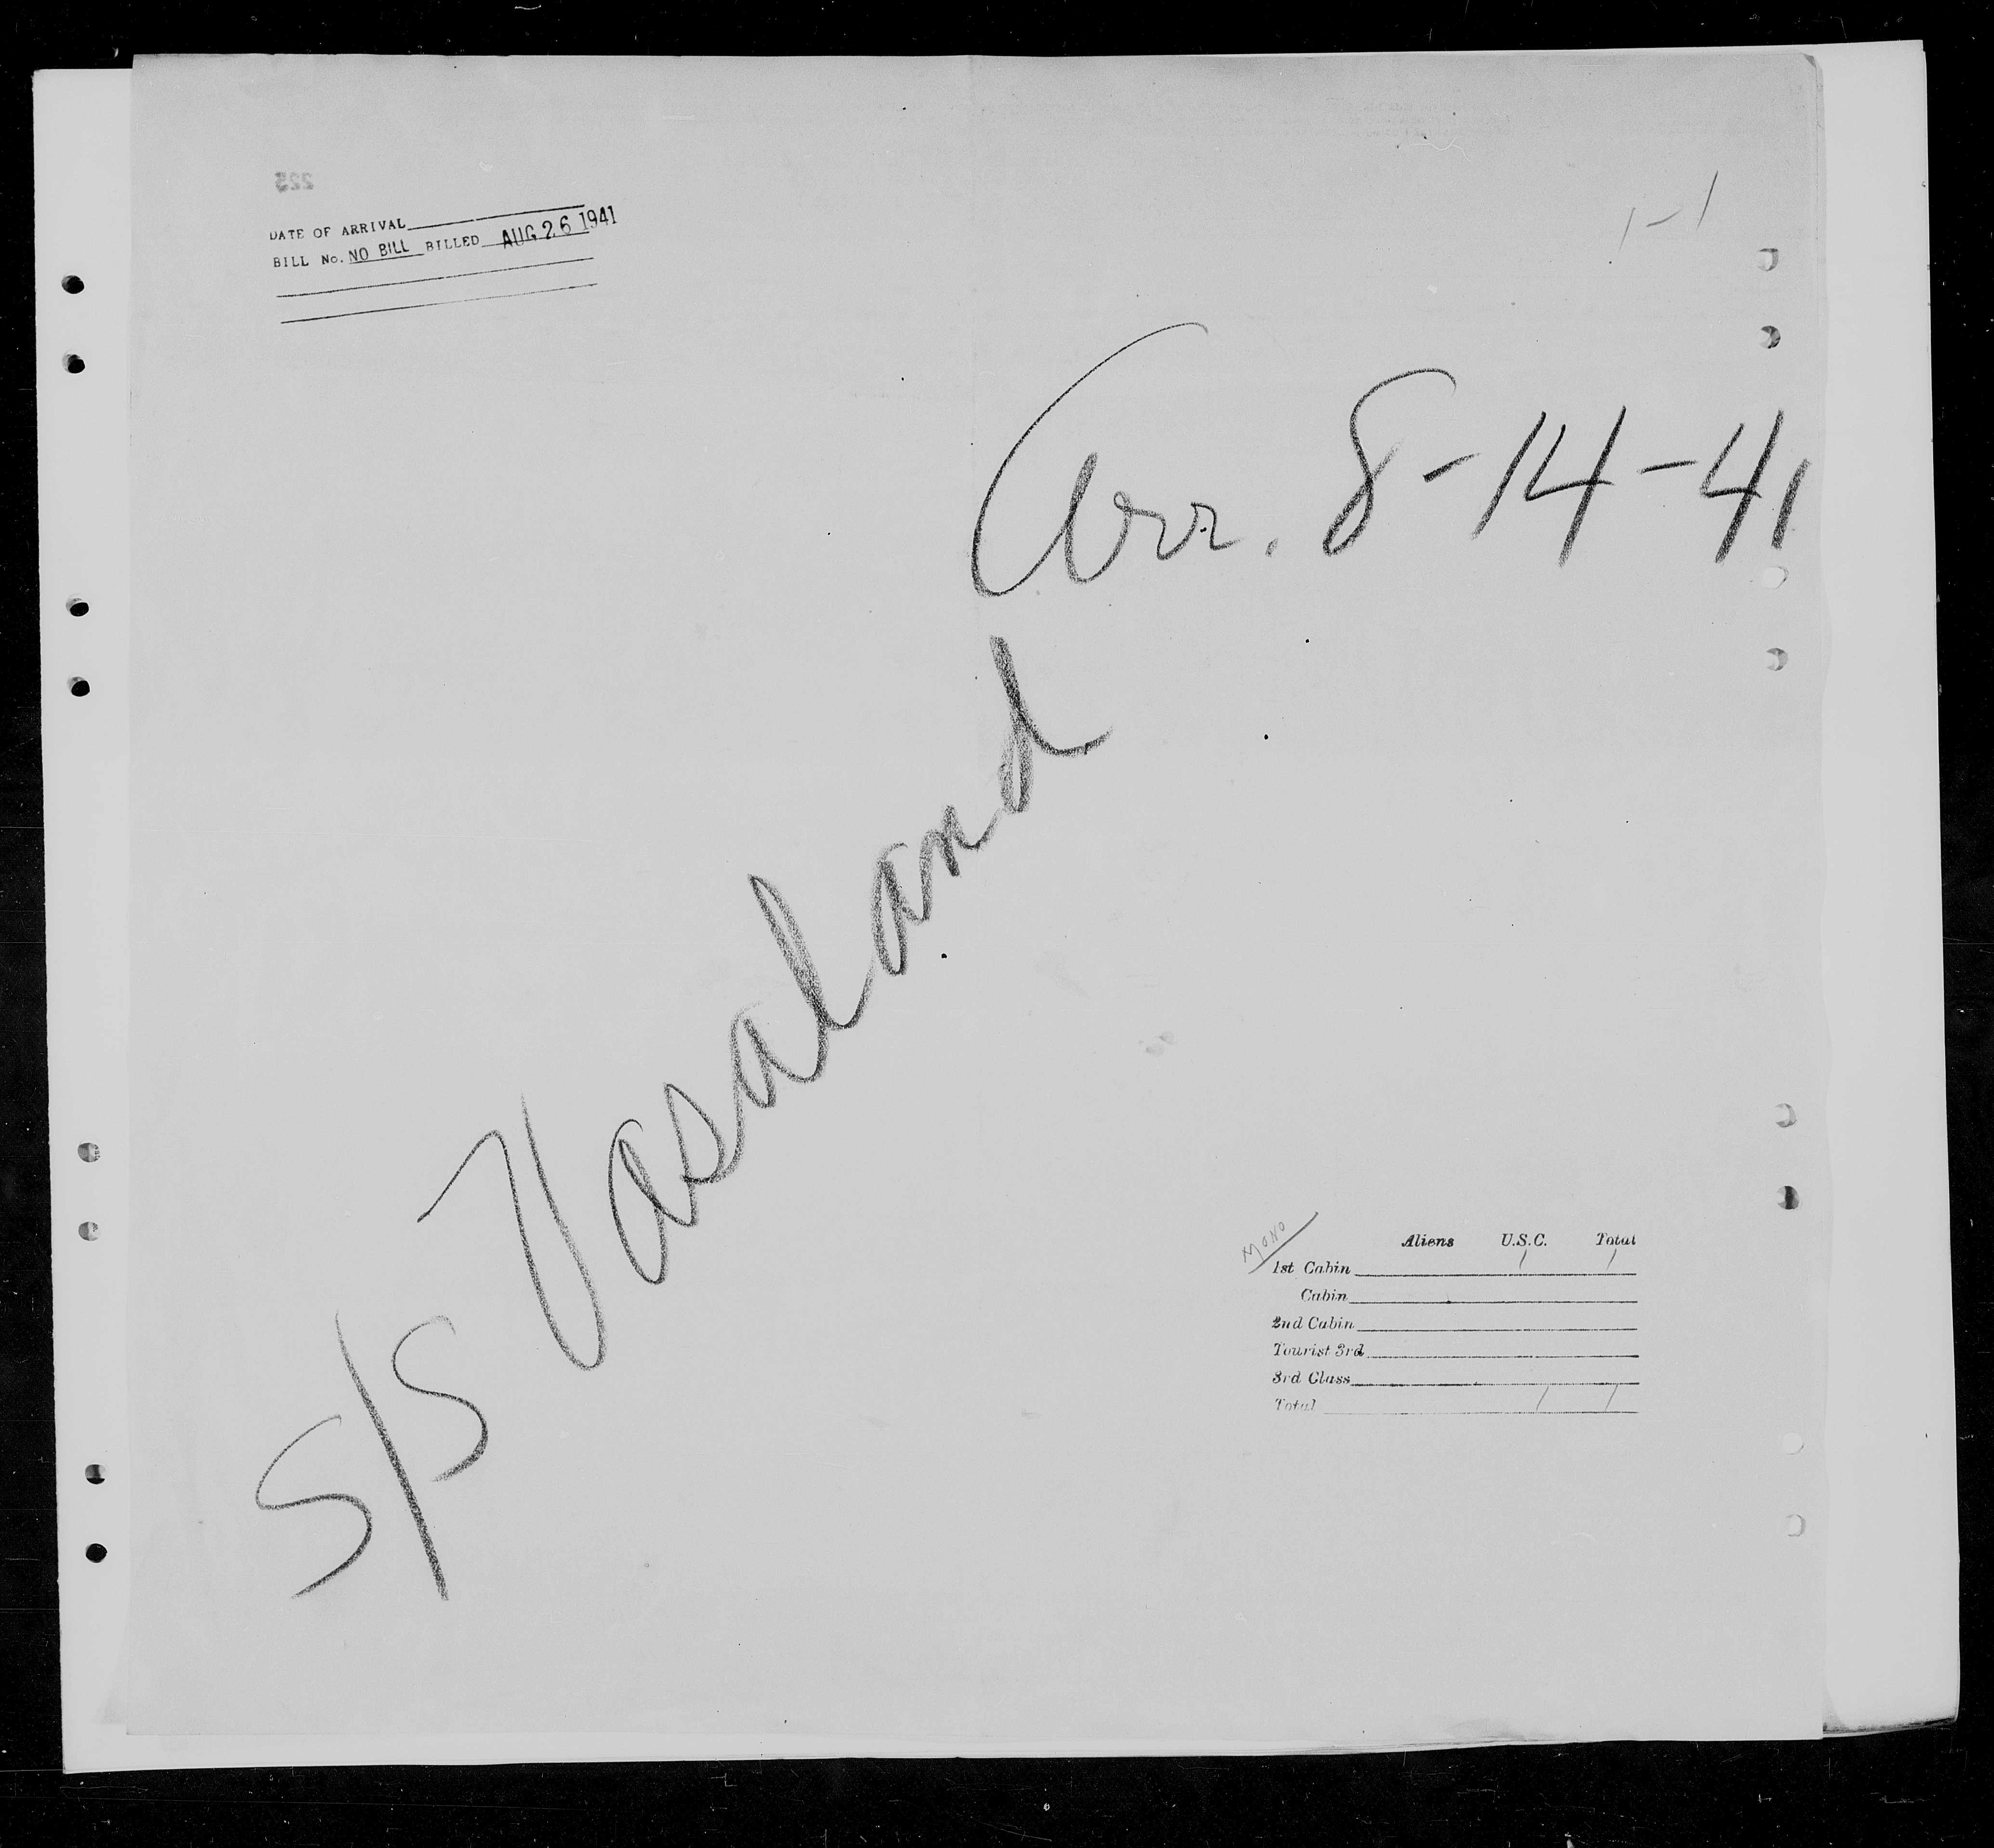 225
DATE OF ARRIVAL
BILL No. NO BILL BILLED AUG 26 1941
1-1
Arr. 8-14-41
S/S Vasaland
MONO
Aliens U.S.C. Total
1st Cabin 1 1
Cabin
2nd Cabin
Tourist 3rd
3rd Class
Total 1 1